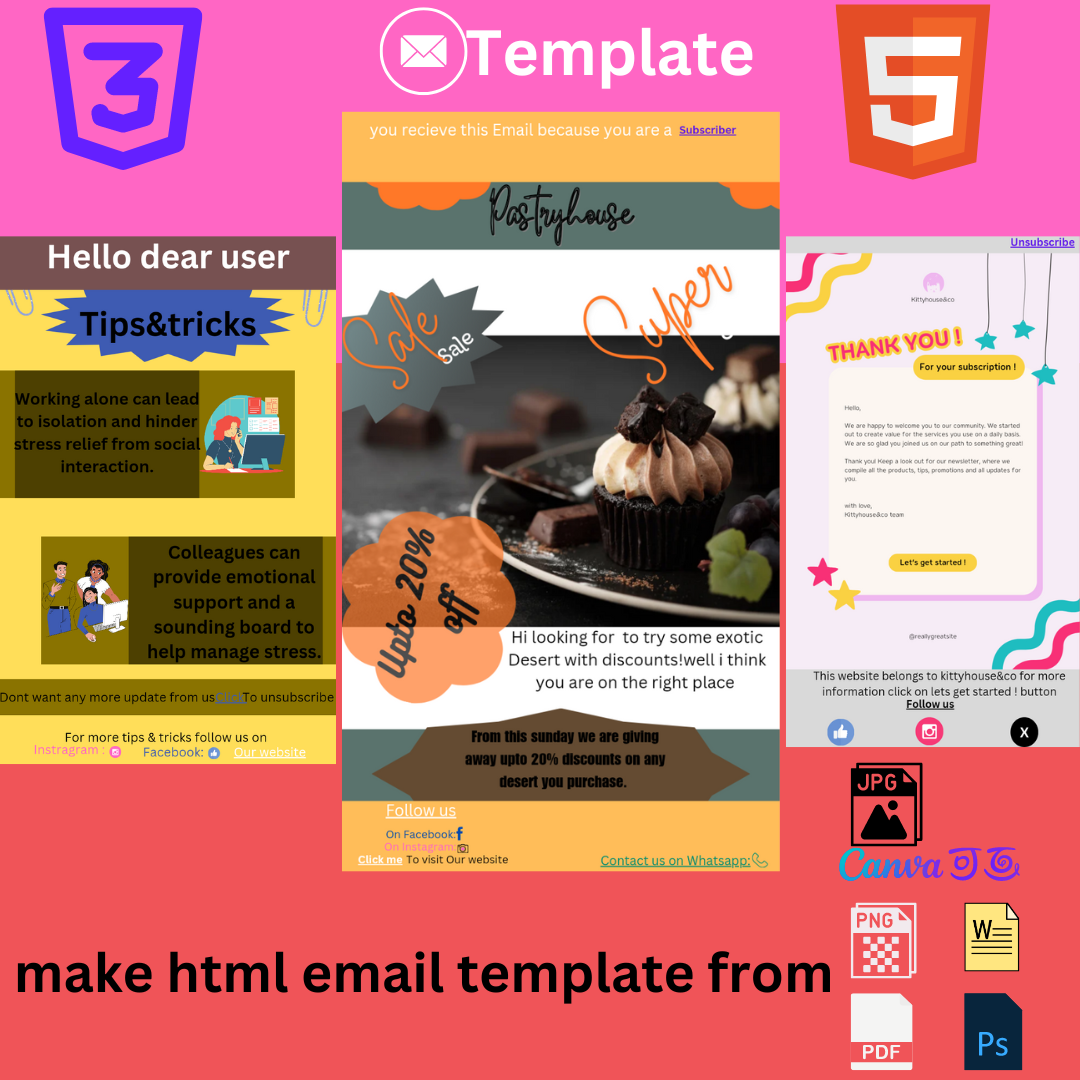 3
Template
5
you recieve this Email because you are a Subscriber
Pastryhouse
Sale
Sale
Super
Upto 20%
off
Hi looking for to try some exotic
Desert with discounts!well i think
you are on the right place
From this sunday we are giving
away upto 20% discounts on any
desert you purchase.
Follow us
On Facebook:
On Instagram:
Click me To visit Our website
Contact us on Whatsapp:
Hello dear user
Tips&tricks
Working alone can lead
to isolation and hinder
stress relief from social
interaction.
Colleagues can
provide emotional
support and a
sounding board to
help manage stress.
Dont want any more update from usClickTo unsubscribe
For more tips & tricks follow us on
Instragram :
Facebook:
Our website
Unsubscribe
Kittyhouse&co
THANK YOU !
For your subscription !
Hello,
We are happy to welcome you to our community. We started
out to create value for the services you use on a daily basis.
We are so glad you joined us on our path to something great!
Thank you! Keep a look out for our newsletter, where we
compile all the products, tips, promotions and all updates for
you.
with love,
Kittyhouse&co team
Let's get started !
@reallygreatsite
This website belongs to kittyhouse&co for more
information click on lets get started ! button
Follow us
X
JPG
Canva
PNG
W
make html email template from
PDF
Ps